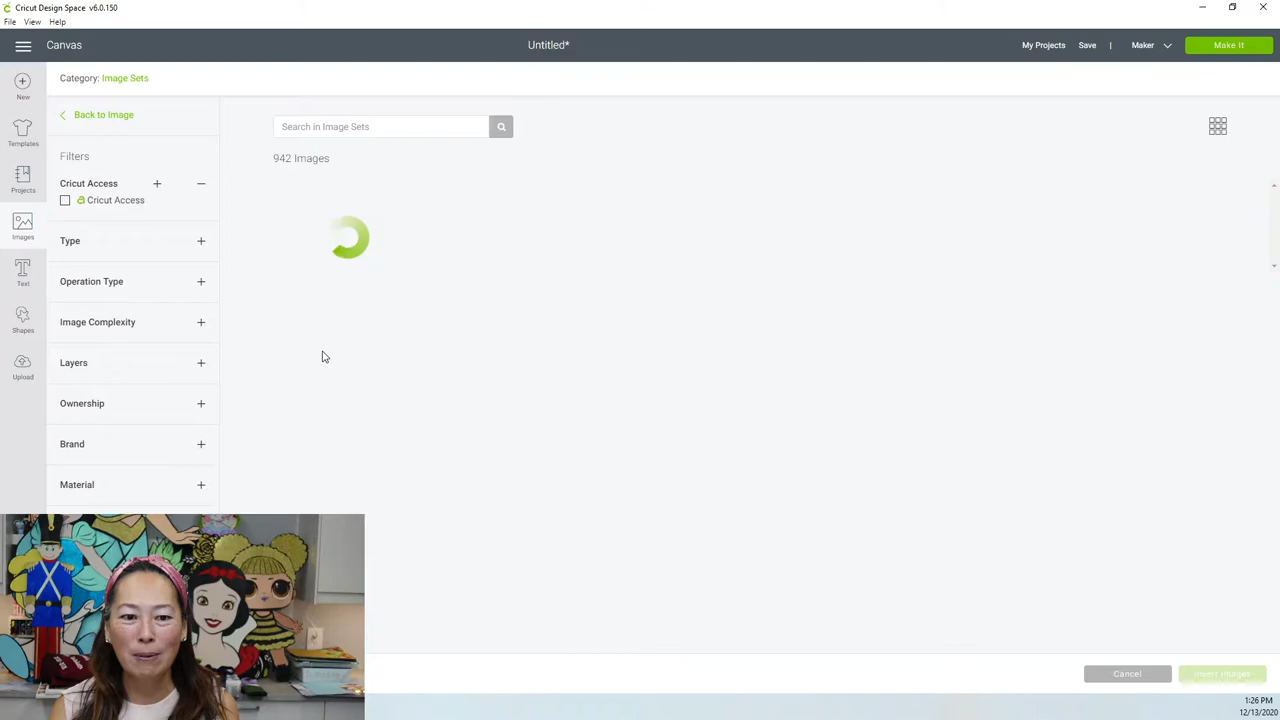 Cricut Design Space v6.0.150
File View Help
Canvas
Untitled*
My Projects Save | Maker Make It
New
Templates
Projects
Images
Text
Shapes
Upload
Category: Image Sets
Back to Image
Filters
Cricut Access
Cricut Access
Type
Operation Type
Image Complexity
Layers
Ownership
Brand
Material
Search in Image Sets
942 Images
Cancel Insert Images
1:26 PM
12/13/2020